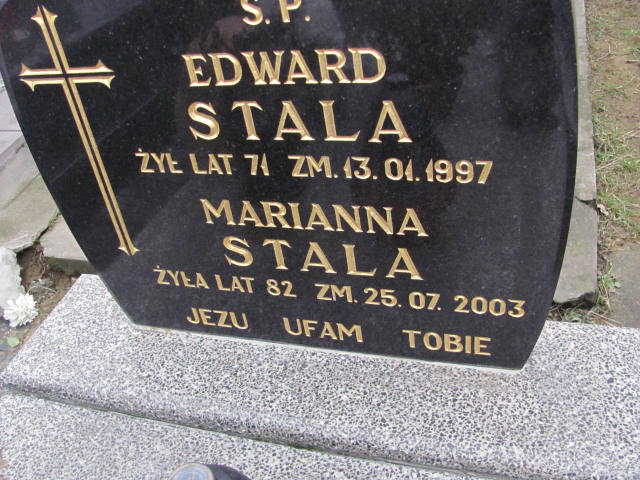 Ś.P.
EDWARD
STALA
ŻYŁ LAT 71 ZM.13.01.1997
MARIANNA
STALA
ŻYŁA LAT 82 ZM.25.07.2003
JEZU UFAM TOBIE